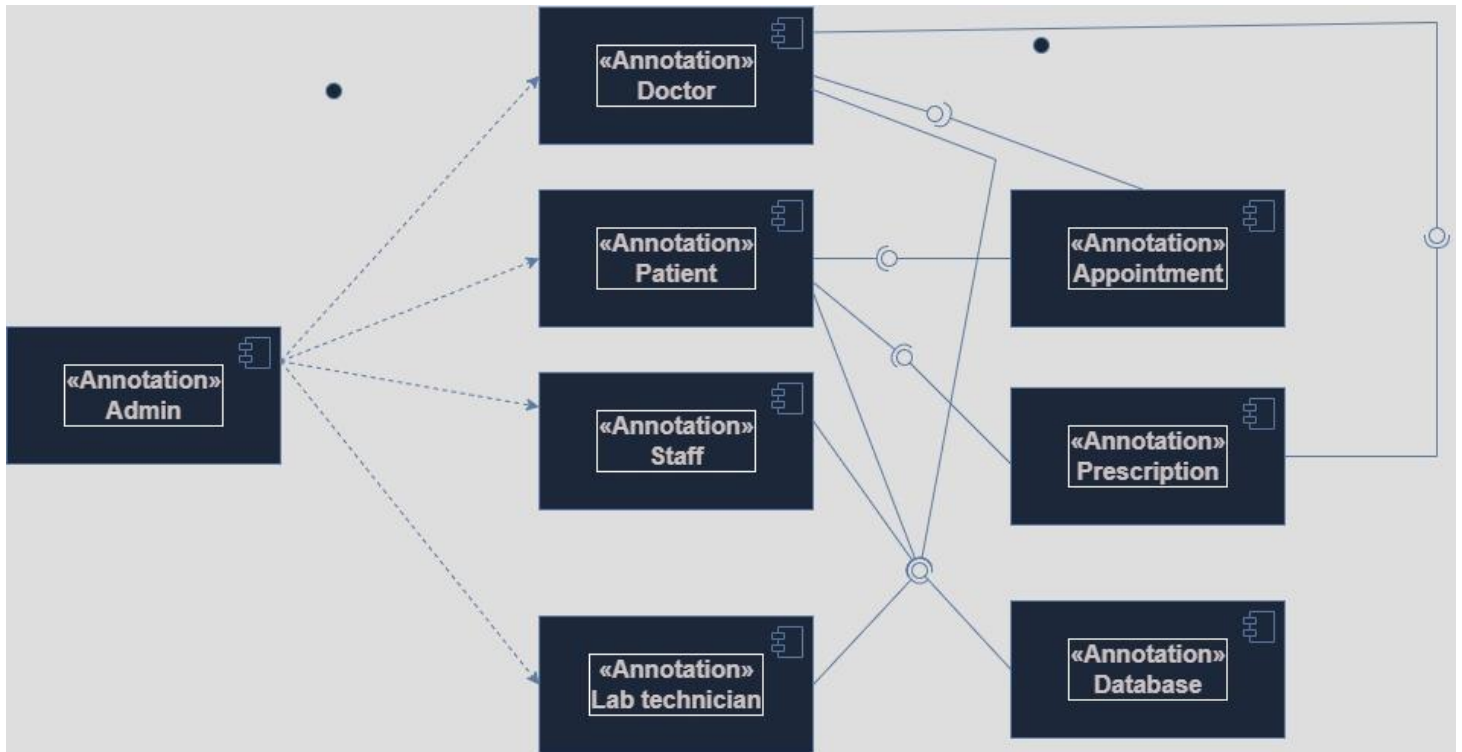 «Annotation»
Doctor
«Annotation»
Patient
«Annotation»
Appointment
«Annotation»
Admin
«Annotation»
Staff
«Annotation»
Prescription
«Annotation»
Lab technician
«Annotation»
Database